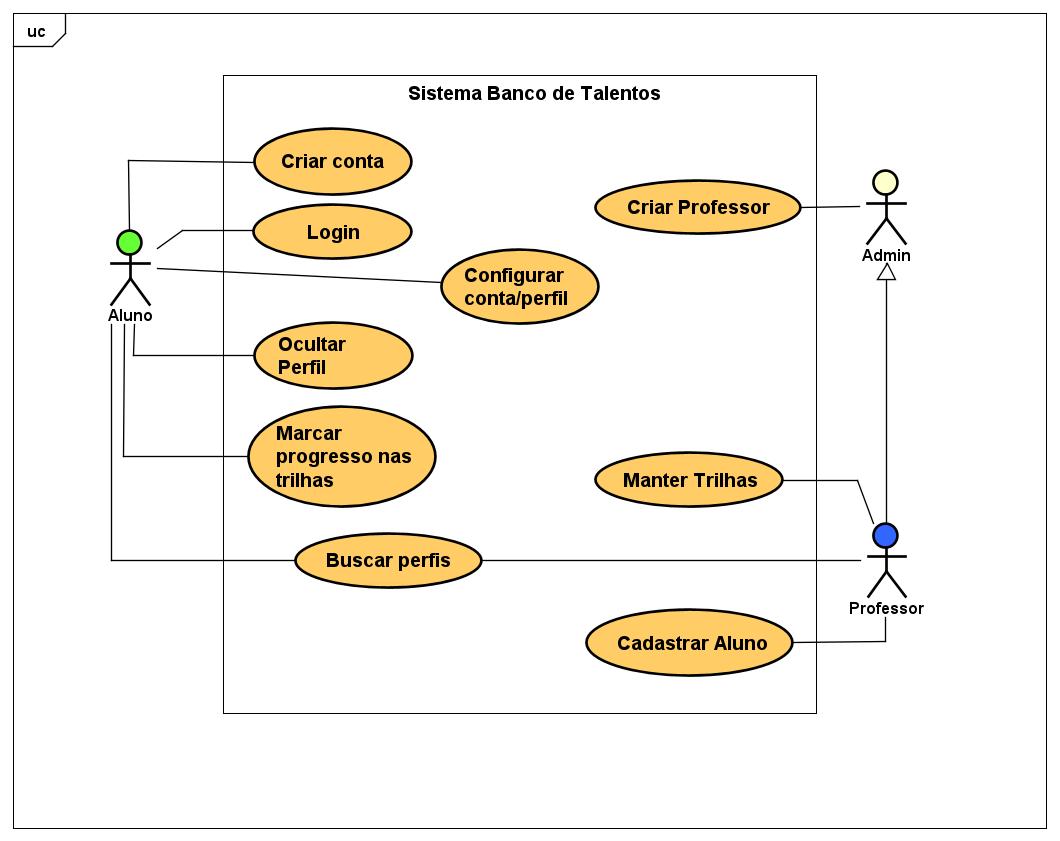 uc
Sistema Banco de Talentos
Criar conta
Criar Professor
Login
Admin
Configurar
conta/perfil
Aluno
Ocultar
Perfil
Marcar
progresso nas
trilhas
Manter Trilhas
Buscar perfis
Professor
Cadastrar Aluno